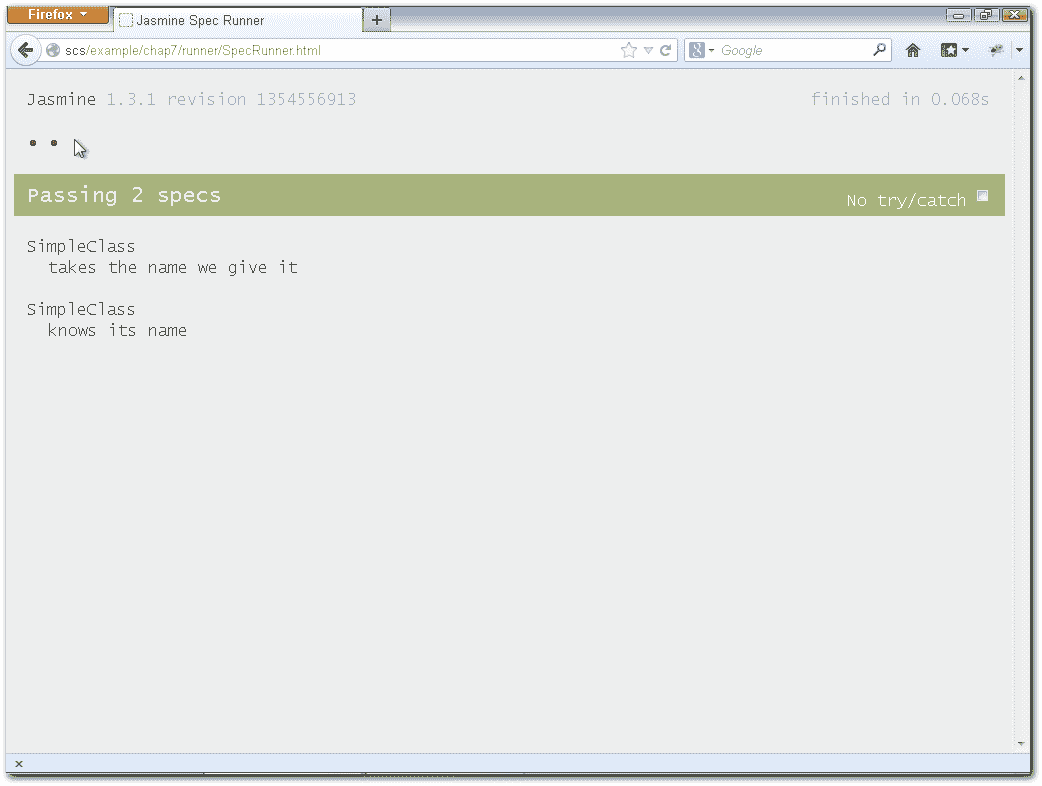 Firefox
Jasmine Spec Runner
scs/example/chap7/runner/SpecRunner.html
Google
Jasmine 1.3.1 revision 1354556913
finished in 0.068s
Passing 2 specs
No try/catch
SimpleClass
takes the name we give it
SimpleClass
knows its name